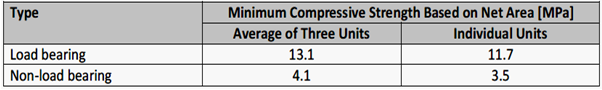 Type Minimum Compressive Strength Based on Net Area [MPa]
Average of Three Units Individual Units
Load bearing 13.1 11.7
Non-load bearing 4.1 3.5